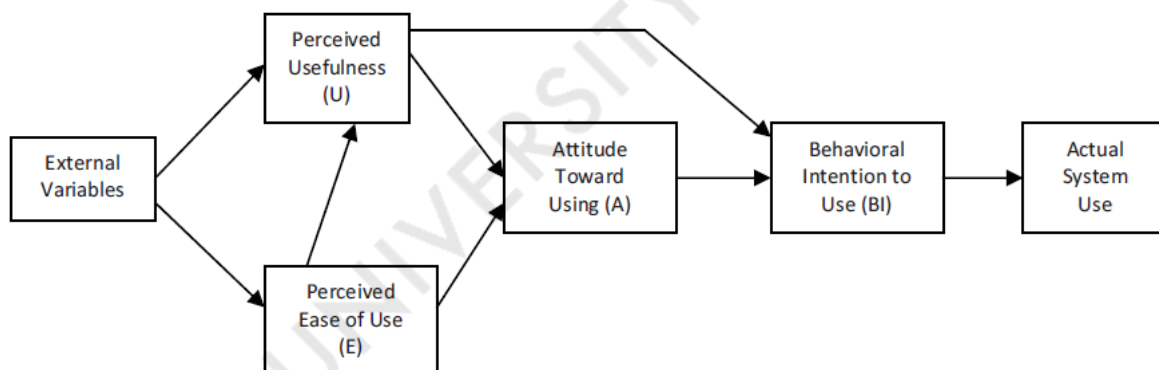 Perceived
Usefulness
(U)
External
Variables
Attitude
Toward
Using (A)
Behavioral
Intention to
Use (BI)
Actual
System
Use
Perceived
Ease of Use
(E)
UNIVERSITY